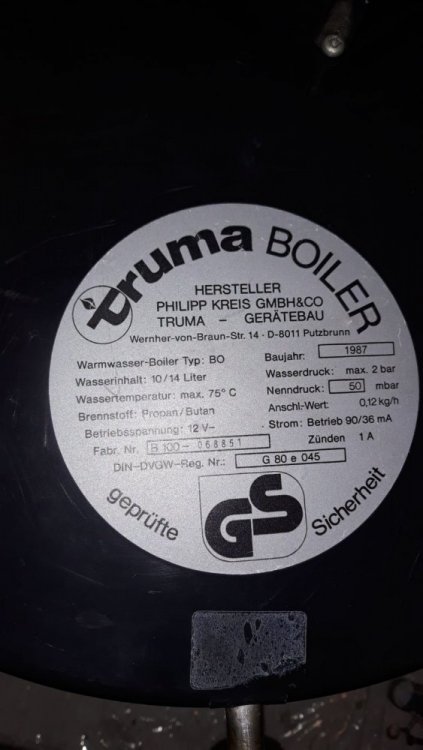 truma BOILER
HERSTELLER
PHILIPP KREIS GMBH&CO
TRUMA – GERÄTEBAU
Wernher-von-Braun-Str. 14 · D-8011 Putzbrunn
Warmwasser-Boiler Typ: BO
Baujahr: 1987
Wasserinhalt: 10/14 Liter
Wasserdruck: max. 2 bar
Wassertemperatur: max. 75° C
Nenndruck: 50 mbar
Brennstoff: Propan/Butan
Anschl.-Wert: 0,12 kg/h
Betriebsspannung: 12 V–
Strom: Betrieb 90/36 mA
Fabr. Nr. B 100- 068851
Zünden 1 A
DIN-DVGW-Reg. Nr.: G 80 e 045
geprüfte GS Sicherheit